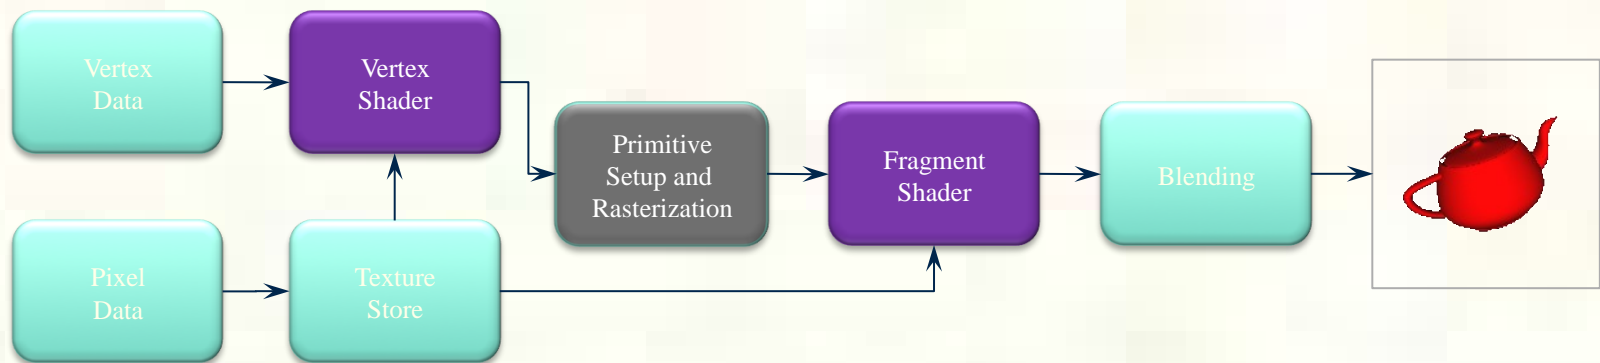 Vertex
Data
Vertex
Shader
Primitive
Setup and
Rasterization
Fragment
Shader
Blending
Pixel
Data
Texture
Store